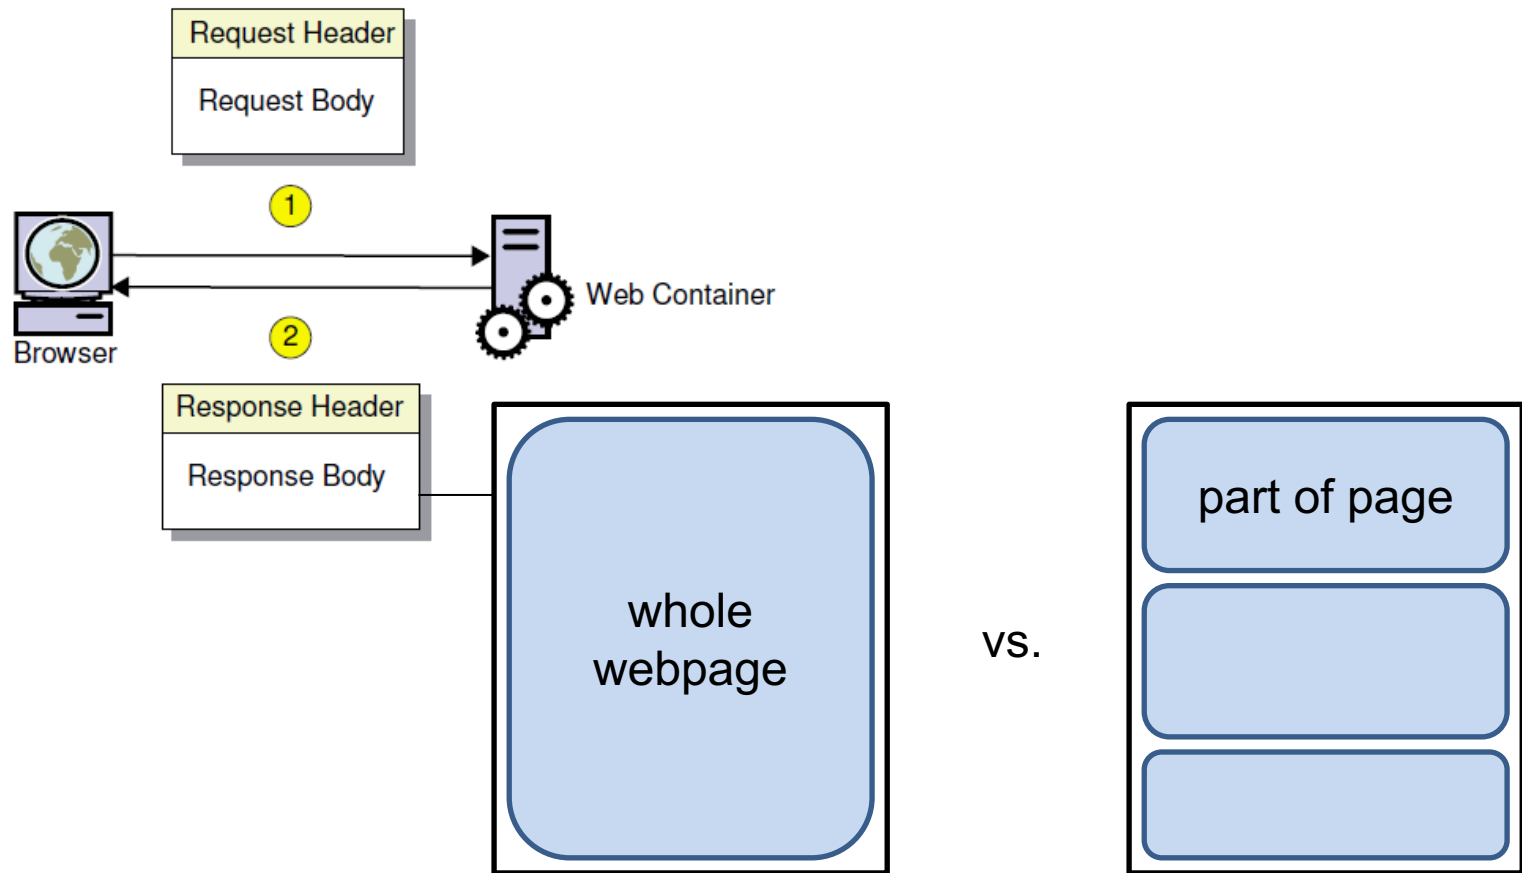 Request Header
Request Body
1
Web Container
2
Browser
Response Header
Response Body
whole
webpage
vs.
part of page